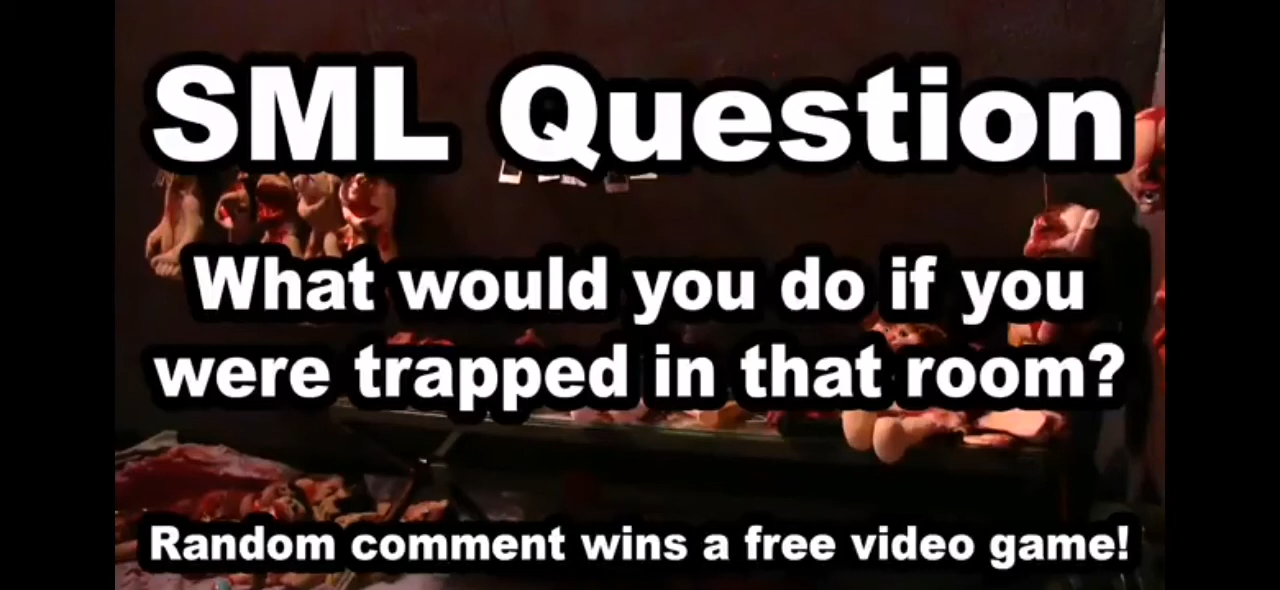 SML Question
What would you do if you
were trapped in that room?
Random comment wins a free video game!